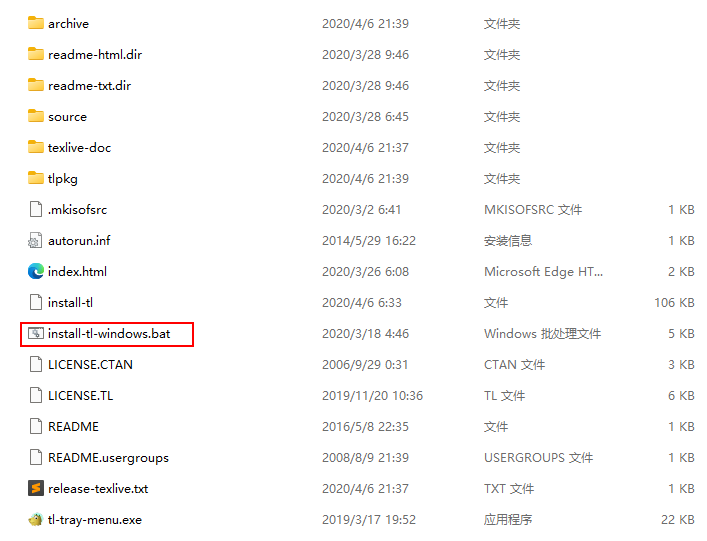 archive 2020/4/6 21:39 文件夹
readme-html.dir 2020/3/28 9:46 文件夹
readme-txt.dir 2020/3/28 9:46 文件夹
source 2020/3/28 6:45 文件夹
texlive-doc 2020/4/6 21:37 文件夹
tlpkg 2020/4/6 21:39 文件夹
.mkisofsrc 2020/3/2 6:41 MKISOFSRC 文件 1 KB
autorun.inf 2014/5/29 16:22 安装信息 1 KB
index.html 2020/3/26 6:08 Microsoft Edge HT... 2 KB
install-tl 2020/4/6 6:33 文件 106 KB
install-tl-windows.bat 2020/3/18 4:46 Windows 批处理文件 5 KB
LICENSE.CTAN 2006/9/29 0:31 CTAN 文件 3 KB
LICENSE.TL 2019/11/20 10:36 TL 文件 6 KB
README 2016/5/8 22:35 文件 1 KB
README.usergroups 2008/8/9 21:39 USERGROUPS 文件 1 KB
release-texlive.txt 2020/4/6 21:37 TXT 文件 1 KB
tl-tray-menu.exe 2019/3/17 19:52 应用程序 22 KB